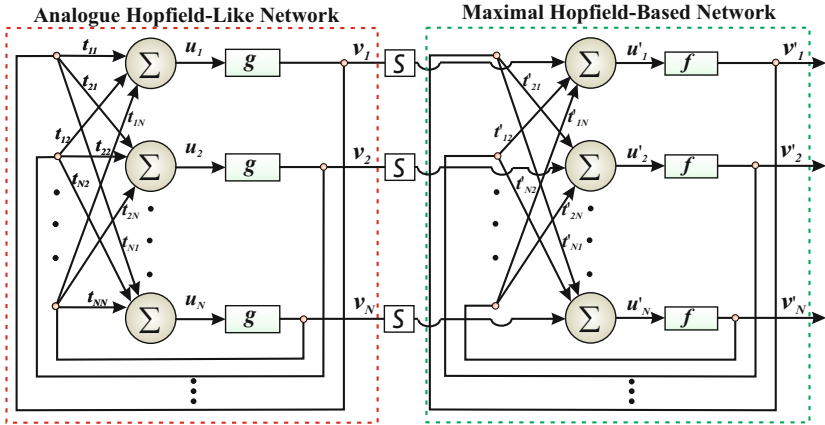 Analogue Hopfield-Like Network
Maximal Hopfield-Based Network
t11
t21
t1N
t12
t22
tN2
t2N
tN1
tNN
Σ
u1
g
v1
S
Σ
u2
g
v2
S
Σ
uN
g
vN
S
t'21
t'1N
t'12
t'N2
t'2N
t'N1
Σ
u'1
f
v'1
Σ
u'2
f
v'2
Σ
u'N
f
v'N